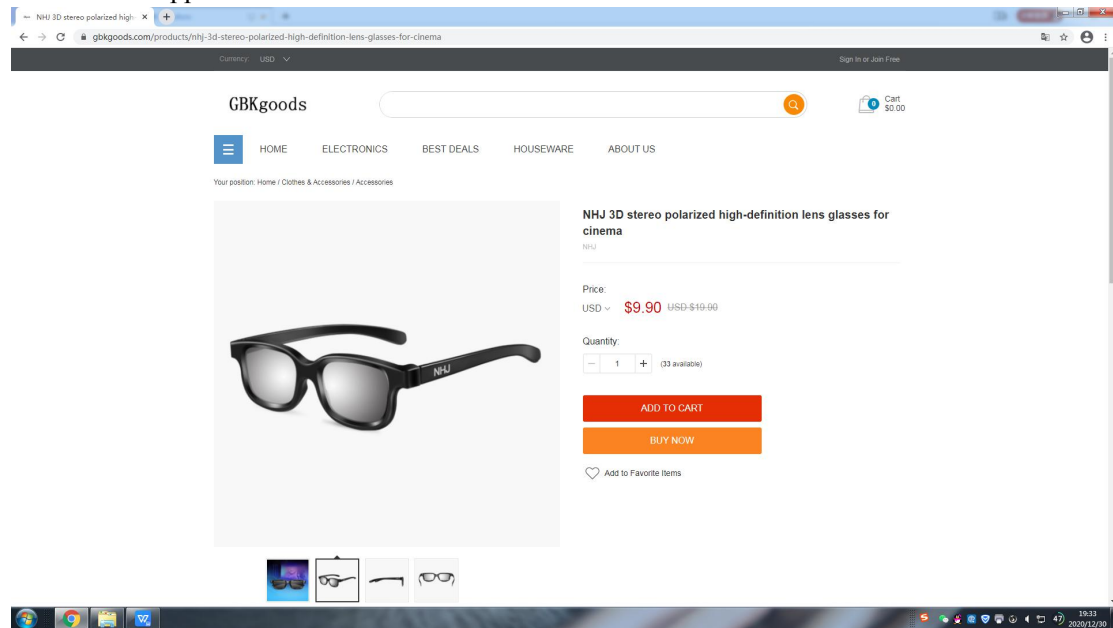 NHJ 3D stereo polarized high-
gbkgoods.com/products/nhj-3d-stereo-polarized-high-definition-lens-glasses-for-cinema
Currency: USD
Sign In or Join Free
GBKgoods
0
Cart
$0.00
HOME ELECTRONICS BEST DEALS HOUSEWARE ABOUT US
Your position: Home / Clothes & Accessories / Accessories
NHJ 3D stereo polarized high-definition lens glasses for
cinema
NHJ
Price:
USD $9.90 USD $19.90
Quantity:
1 (33 available)
ADD TO CART
BUY NOW
Add to Favorite Items
NHJ
19:33
2020/12/30